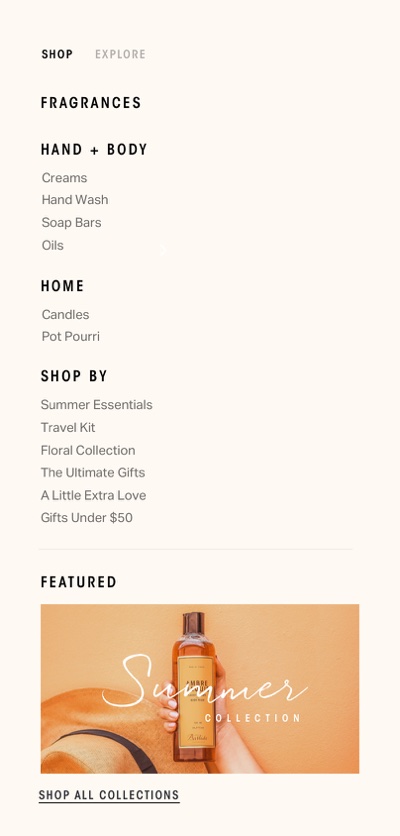 SHOP EXPLORE
FRAGRANCES
HAND + BODY
Creams
Hand Wash
Soap Bars
Oils
HOME
Candles
Pot Pourri
SHOP BY
Summer Essentials
Travel Kit
Floral Collection
The Ultimate Gifts
A Little Extra Love
Gifts Under $50
FEATURED
AMBRE
Summer
COLLECTION
SHOP ALL COLLECTIONS